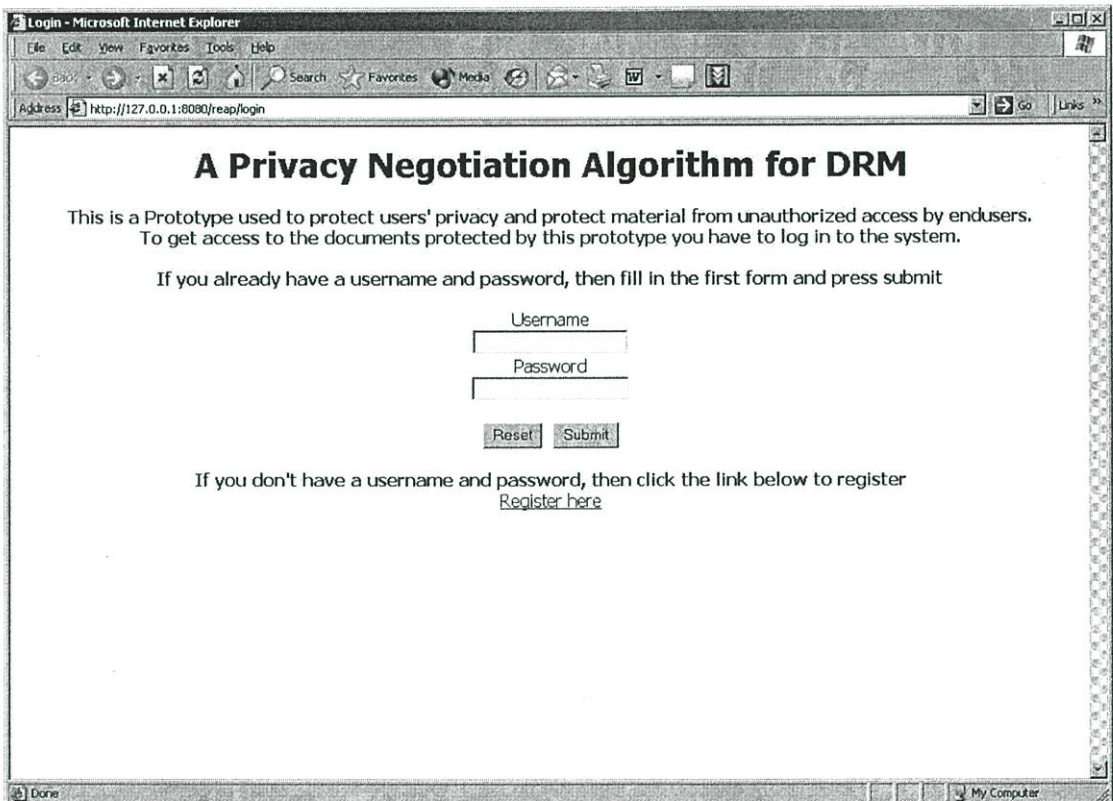 Login - Microsoft Internet Explorer
File Edit View Favorites Tools Help
Back Search Favorites Media
Address http://127.0.0.1:8080/reap/login Go Links »
A Privacy Negotiation Algorithm for DRM
This is a Prototype used to protect users' privacy and protect material from unauthorized access by endusers.
To get access to the documents protected by this prototype you have to log in to the system.
If you already have a username and password, then fill in the first form and press submit
Username
Password
Reset Submit
If you don't have a username and password, then click the link below to register
Register here
Done My Computer